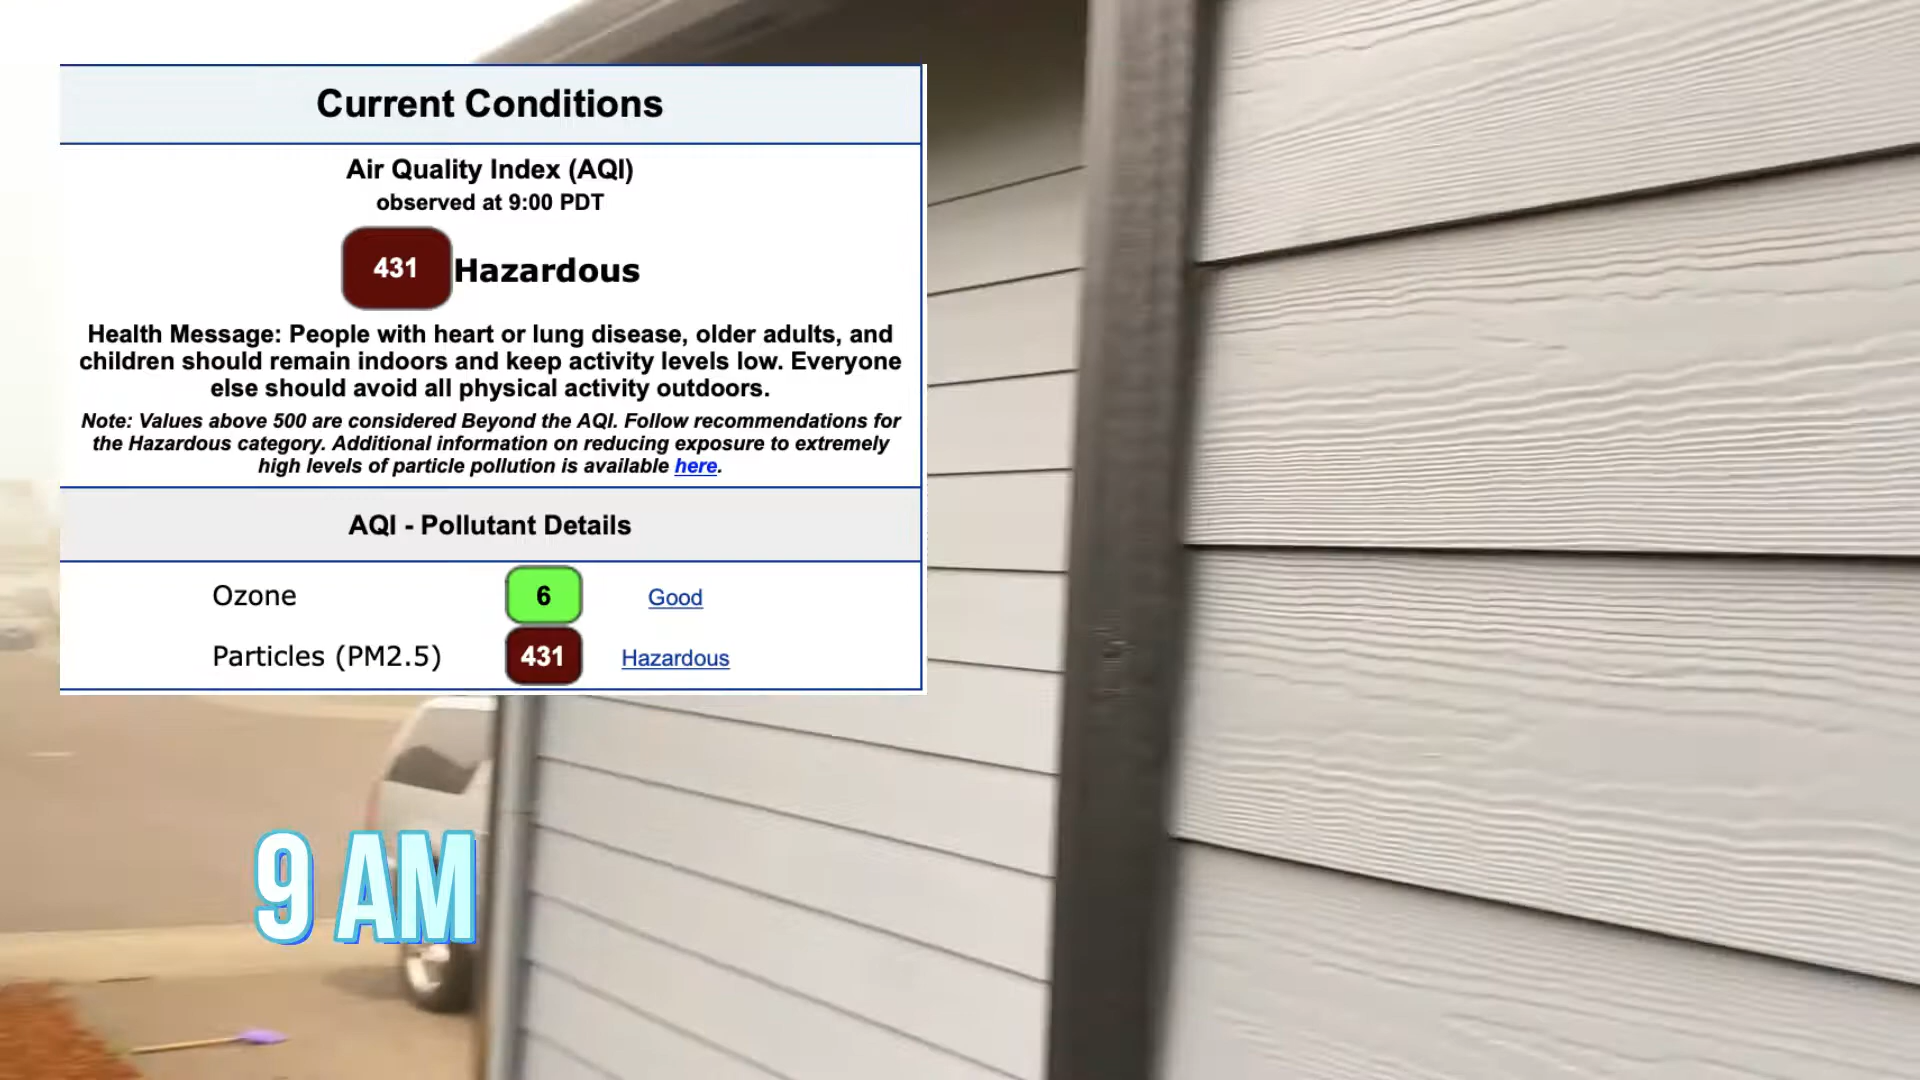 Current Conditions
Air Quality Index (AQI)
observed at 9:00 PDT
431 Hazardous
Health Message: People with heart or lung disease, older adults, and
children should remain indoors and keep activity levels low. Everyone
else should avoid all physical activity outdoors.
Note: Values above 500 are considered Beyond the AQI. Follow recommendations for
the Hazardous category. Additional information on reducing exposure to extremely
high levels of particle pollution is available here.
AQI - Pollutant Details
Ozone 6 Good
Particles (PM2.5) 431 Hazardous
9 AM